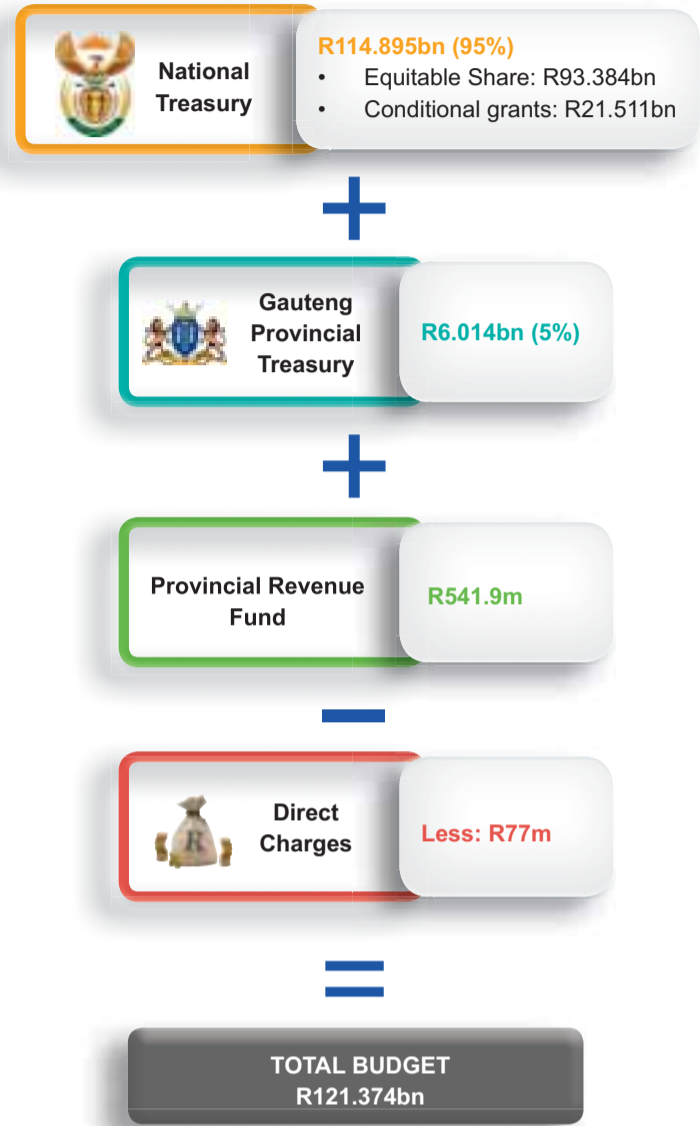 R114.895bn (95%)
National
Treasury
• Equitable Share: R93.384bn
• Conditional grants: R21.511bn
+
Gauteng
Provincial
Treasury
R6.014bn (5%)
+
Provincial Revenue
Fund
R541.9m
−
Direct
Charges
Less: R77m
R
=
TOTAL BUDGET
R121.374bn